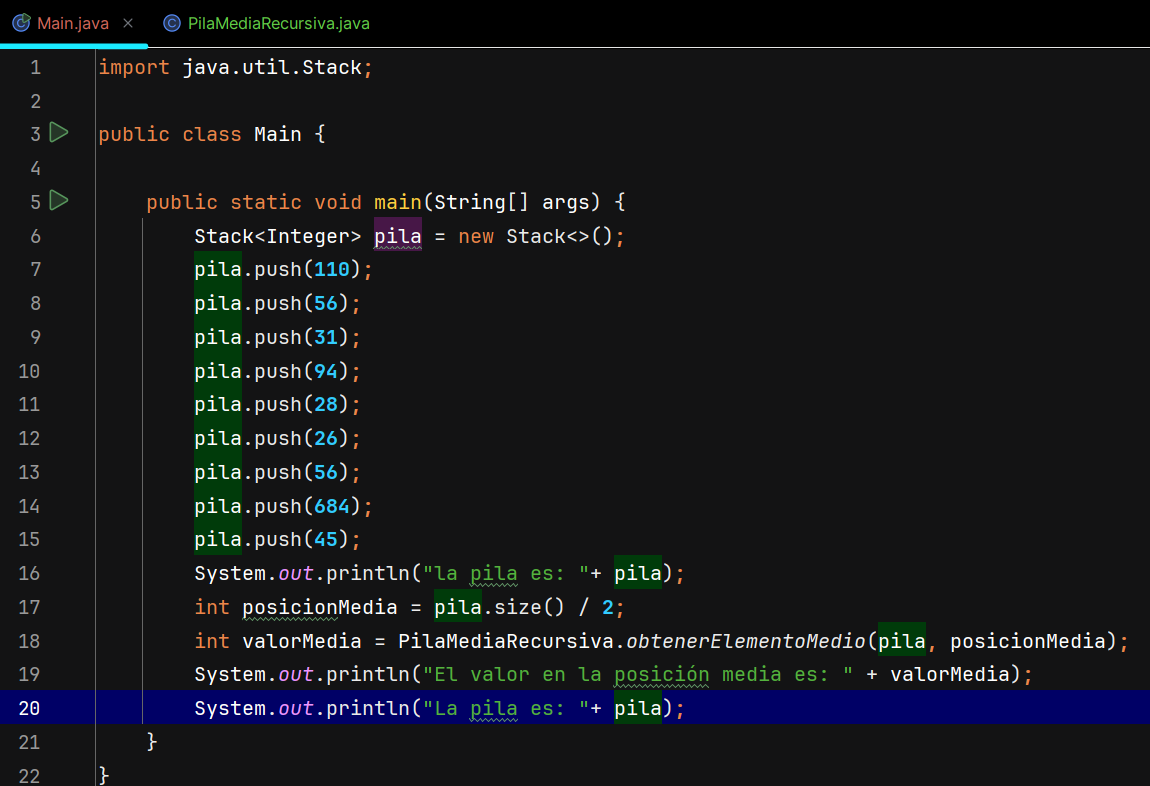 Main.java × PilaMediaRecursiva.java
1 import java.util.Stack;
2
3 public class Main {
4
5 public static void main(String[] args) {
6 Stack<Integer> pila = new Stack<>();
7 pila.push(110);
8 pila.push(56);
9 pila.push(31);
10 pila.push(94);
11 pila.push(28);
12 pila.push(26);
13 pila.push(56);
14 pila.push(684);
15 pila.push(45);
16 System.out.println("la pila es: "+ pila);
17 int posicionMedia = pila.size() / 2;
18 int valorMedia = PilaMediaRecursiva.obtenerElementoMedio(pila, posicionMedia);
19 System.out.println("El valor en la posición media es: " + valorMedia);
20 System.out.println("La pila es: "+ pila);
21 }
22 }